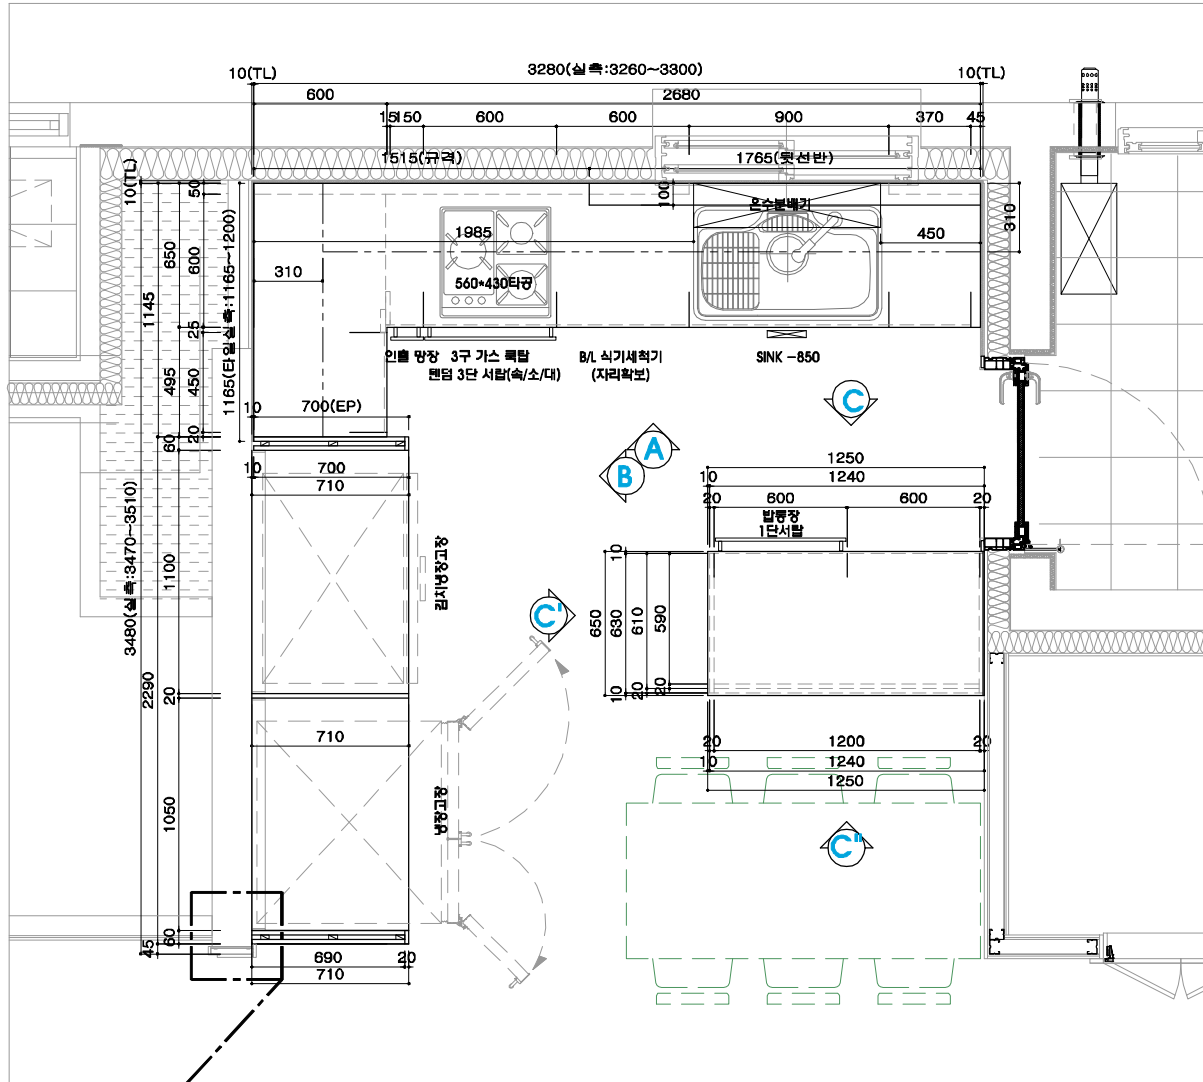 3280(실측:3260~3300)
10(TL)
10(TL)
600
2680
15
150
600
600
900
370
45
1515(규격)
1765(뒷선반)
10(TL)
50
100
온수분배기
310
650
600
1145
1165(타일실측:1165~1200)
1985
450
310
560*430타공
25
인출 망장
3구 가스 쿡탑
B/L 식기세척기
SINK -850
텐덤 3단 서랍(속/소/대)
(자리확보)
495
450
C
10
700(EP)
20
60
A
B
10
700
710
1250
10
1240
20
600
600
20
밥통장
1단서랍
3480(실측:3470~3510)
1100
김치냉장고장
10
650
630
610
590
C'
10
20
20
2290
20
710
20
1200
20
10
1240
1250
1050
냉장고장
C"
60
45
690
20
710